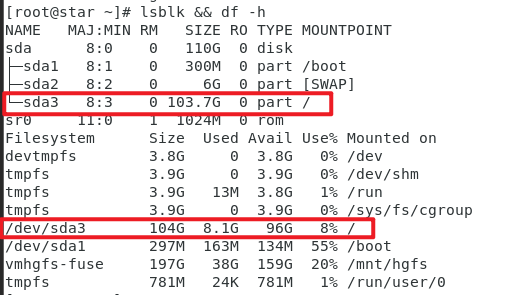 [root@star ~]# lsblk && df -h
NAME   MAJ:MIN RM   SIZE RO TYPE MOUNTPOINT
sda      8:0    0   110G  0 disk
├─sda1   8:1    0   300M  0 part /boot
├─sda2   8:2    0     6G  0 part [SWAP]
└─sda3   8:3    0 103.7G  0 part /
sr0     11:0    1  1024M  0 rom
Filesystem      Size  Used Avail Use% Mounted on
devtmpfs        3.8G     0  3.8G   0% /dev
tmpfs           3.9G     0  3.9G   0% /dev/shm
tmpfs           3.9G   13M  3.8G   1% /run
tmpfs           3.9G     0  3.9G   0% /sys/fs/cgroup
/dev/sda3       104G  8.1G   96G   8% /
/dev/sda1       297M  163M  134M  55% /boot
vmhgfs-fuse     197G   38G  159G  20% /mnt/hgfs
tmpfs           781M   24K  781M   1% /run/user/0